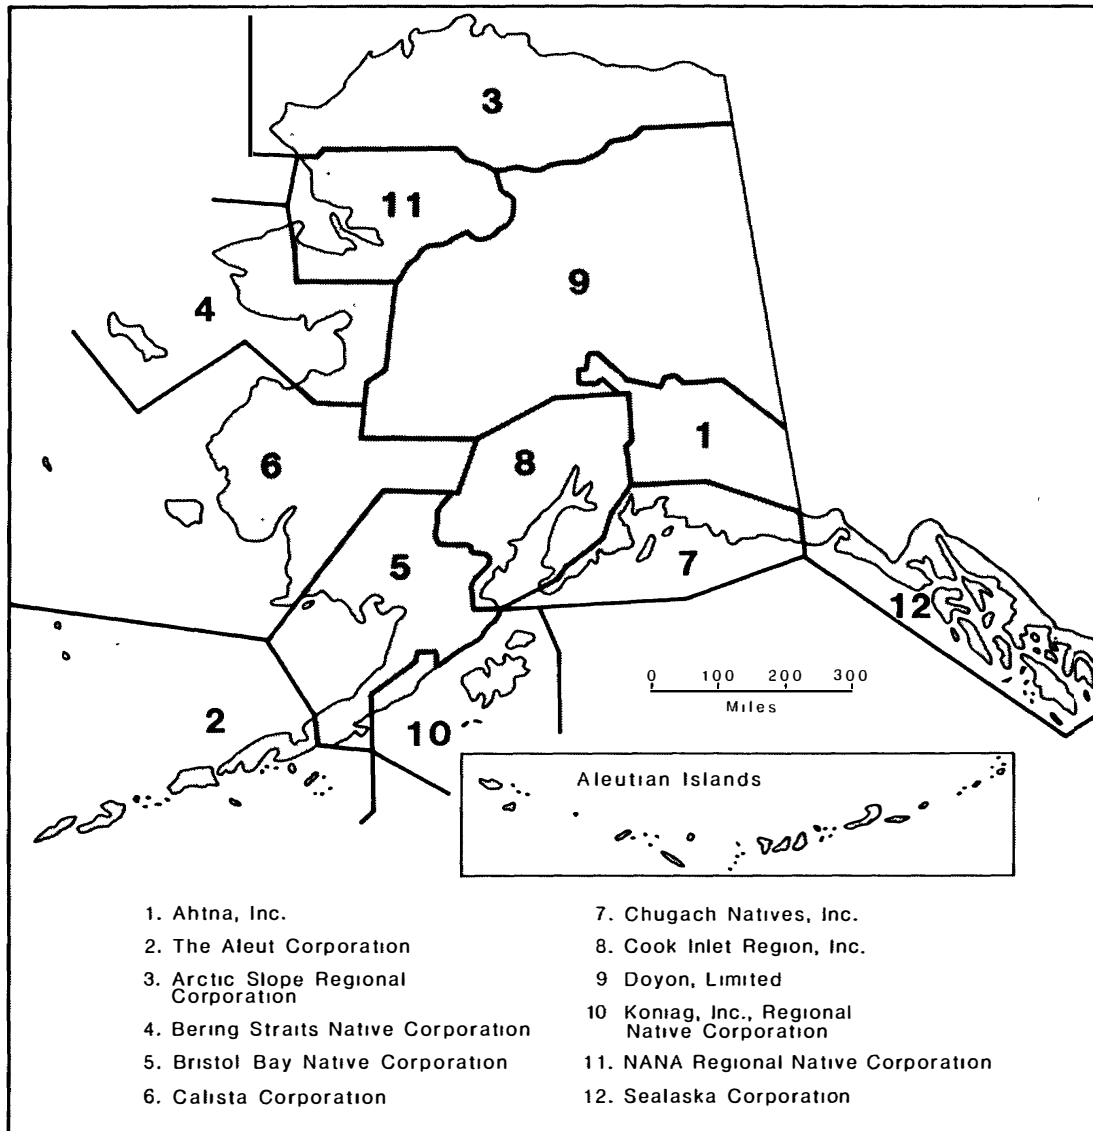 3
11
9
4
1
8
6
5
7
12
0 100 200 300
Miles
2
10
Aleutian Islands
1. Ahtna, Inc.
2. The Aleut Corporation
3. Arctic Slope Regional
Corporation
4. Bering Straits Native Corporation
5. Bristol Bay Native Corporation
6. Calista Corporation
7. Chugach Natives, Inc.
8. Cook Inlet Region, Inc.
9 Doyon, Limited
10 Koniag, Inc., Regional
Native Corporation
11. NANA Regional Native Corporation
12. Sealaska Corporation